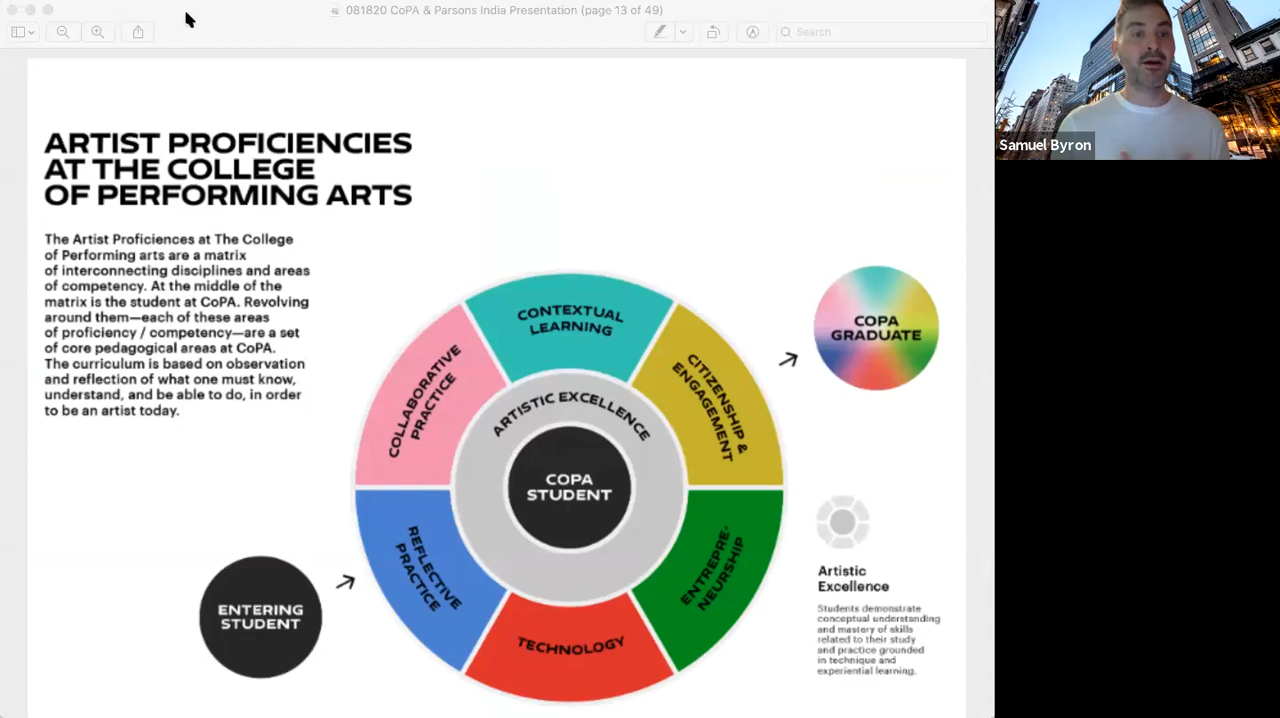 081820 CoPA & Parsons India Presentation (page 13 of 49)
Search
Samuel Byron
ARTIST PROFICIENCIES
AT THE COLLEGE
OF PERFORMING ARTS
The Artist Proficiences at The College
of Performing arts are a matrix
of interconnecting disciplines and areas
of competency. At the middle of the
matrix is the student at CoPA. Revolving
around them—each of these areas
of proficiency / competency—are a set
of core pedagogical areas at CoPA.
The curriculum is based on observation
and reflection of what one must know,
understand, and be able to do, in order
to be an artist today.
CONTEXTUAL
LEARNING
CITIZENSHIP &
ENGAGEMENT
COLLABORATIVE
PRACTICE
ARTISTIC EXCELLENCE
COPA
STUDENT
REFLECTIVE
PRACTICE
ENTREPRE-
NEURSHIP
TECHNOLOGY
ENTERING
STUDENT
COPA
GRADUATE
Artistic
Excellence
Students demonstrate
conceptual understanding
and mastery of skills
related to their study
and practice grounded
in technique and
experiential learning.